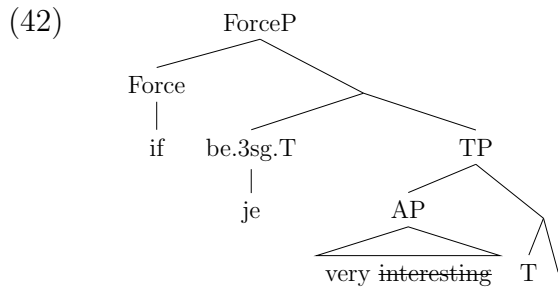 (42)
ForceP
Force
if
be.3sg.T
TP
je
AP
very interesting
T